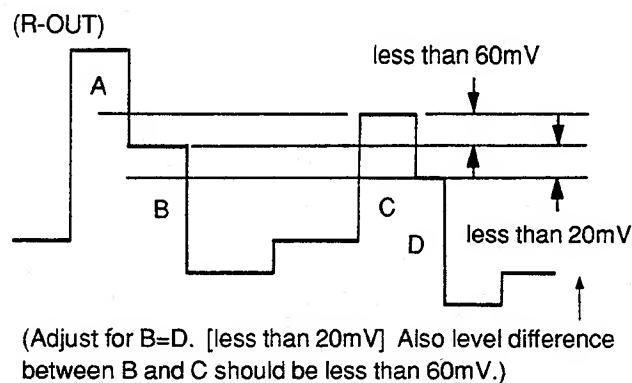 (R-OUT)
less than 60mV
A
B
C
D
less than 20mV
(Adjust for B=D. [less than 20mV] Also level difference
between B and C should be less than 60mV.)